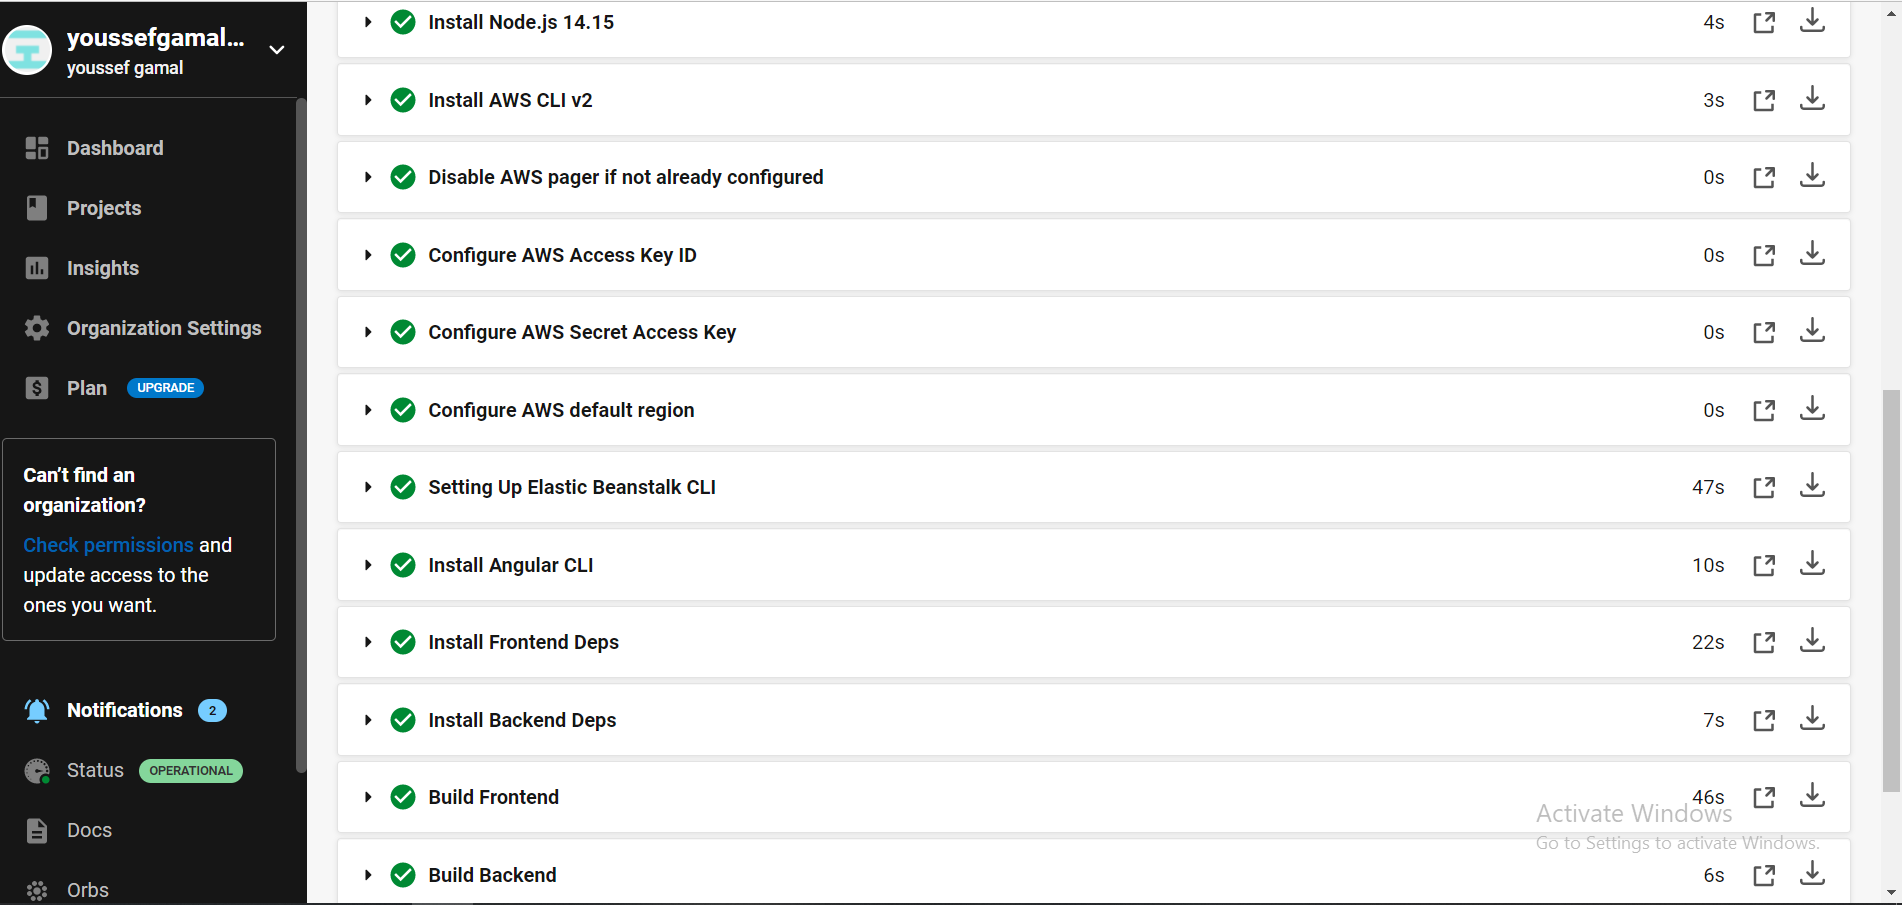 youssefgamal...
youssef gamal
Dashboard
Projects
Insights
Organization Settings
Plan UPGRADE
Can't find an
organization?
Check permissions and
update access to the
ones you want.
Notifications 2
Status OPERATIONAL
Docs
Orbs
Install Node.js 14.15 4s
Install AWS CLI v2 3s
Disable AWS pager if not already configured 0s
Configure AWS Access Key ID 0s
Configure AWS Secret Access Key 0s
Configure AWS default region 0s
Setting Up Elastic Beanstalk CLI 47s
Install Angular CLI 10s
Install Frontend Deps 22s
Install Backend Deps 7s
Build Frontend 46s
Build Backend 6s
Activate Windows
Go to Settings to activate Windows.